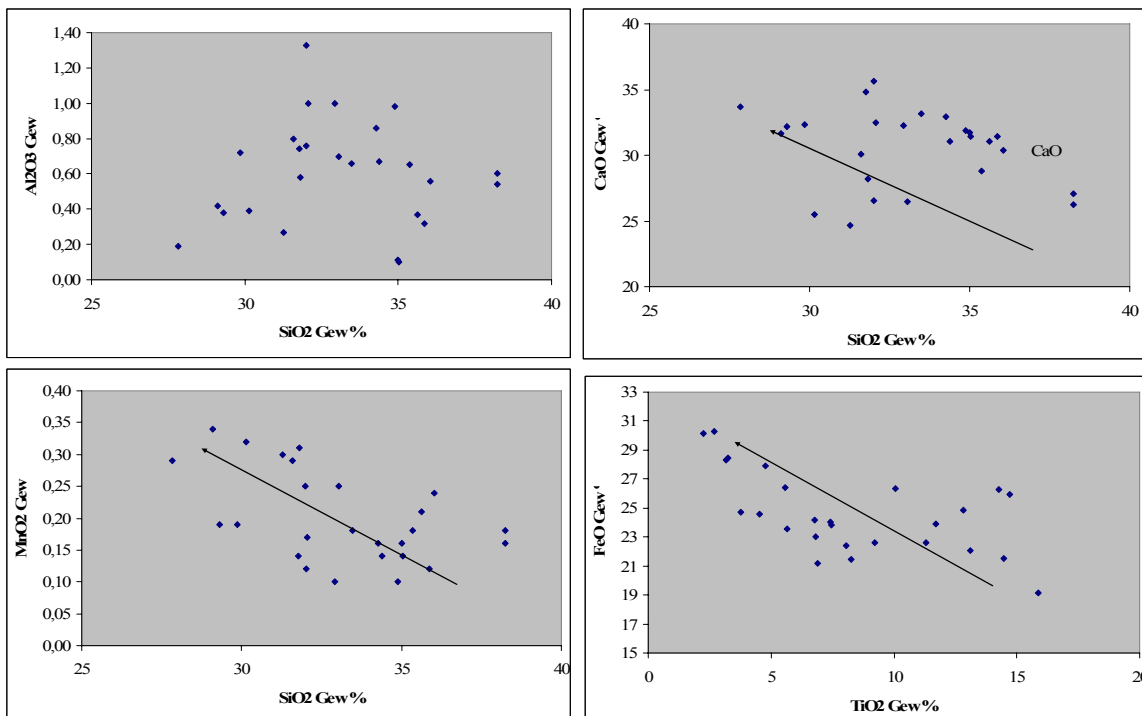 1,40
1,20
1,00
0,80
0,60
0,40
0,20
0,00
Al2O3 Gew
25 30 35 40
SiO2 Gew%
40
35
30
25
20
CaO Gew'
CaO
25 30 35 40
SiO2 Gew%
0,40
0,35
0,30
0,25
0,20
0,15
0,10
0,05
0,00
MnO2 Gew
25 30 35 40
SiO2 Gew%
33
31
29
27
25
23
21
19
17
15
FeO Gew'
0 5 10 15 20
TiO2 Gew%